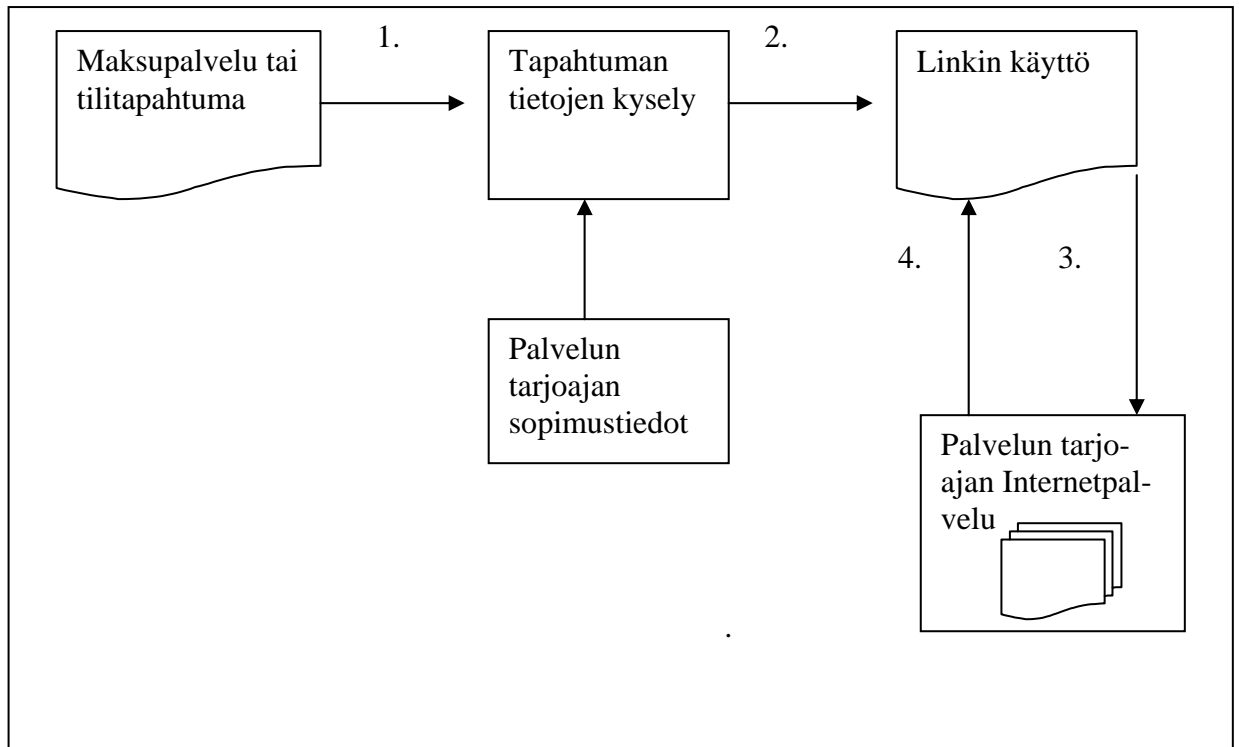 1.
2.
Maksupalvelu tai
tilitapahtuma
Tapahtuman
tietojen kysely
Linkin käyttö
4.
3.
Palvelun
tarjoajan
sopimustiedot
Palvelun tarjo-
ajan Internetpal-
velu
.